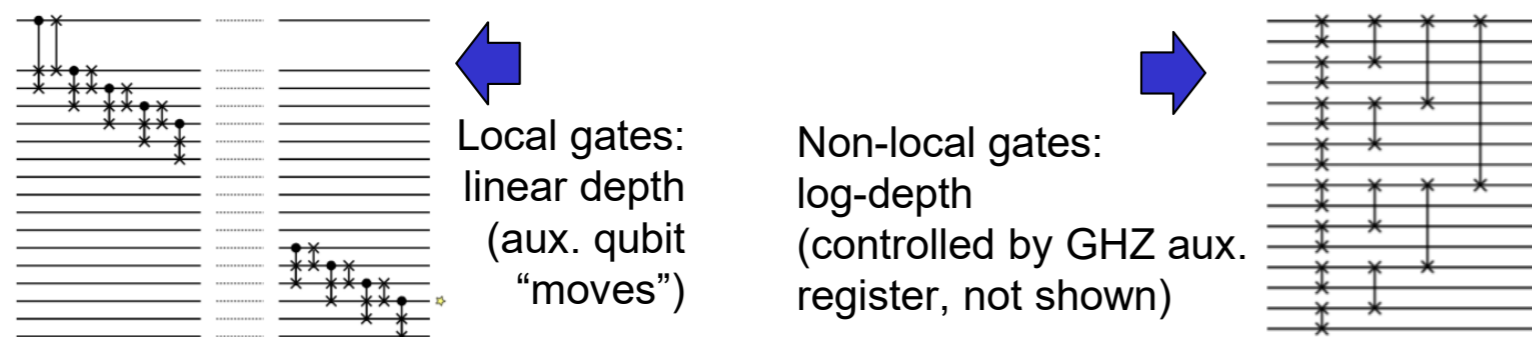 Local gates:
linear depth
(aux. qubit
“moves”)
Non-local gates:
log-depth
(controlled by GHZ aux.
register, not shown)